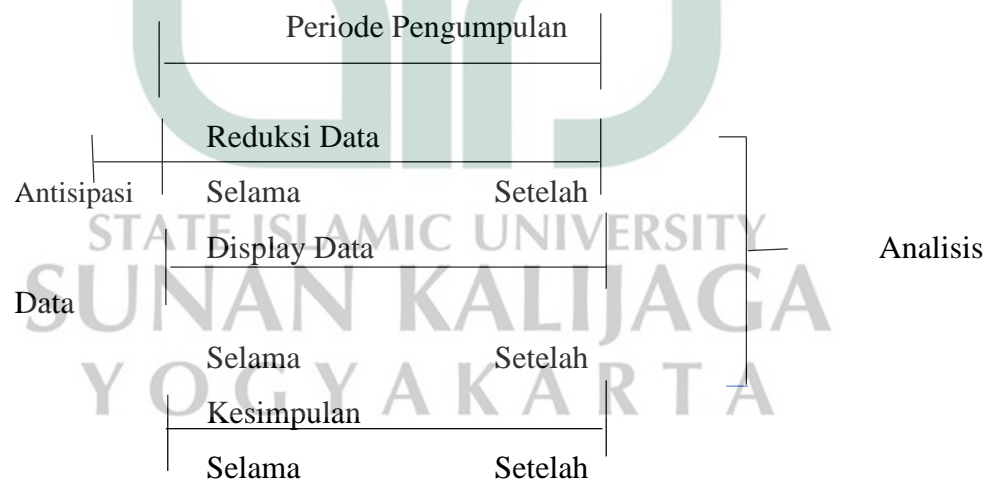 Periode Pengumpulan
Reduksi Data
Antisipasi Selama Setelah
STATE ISLAMIC UNIVERSITY
Display Data Analisis
SUNAN KALIJAGA
Data
Selama Setelah
YOGYAKARTA
Kesimpulan
Selama Setelah